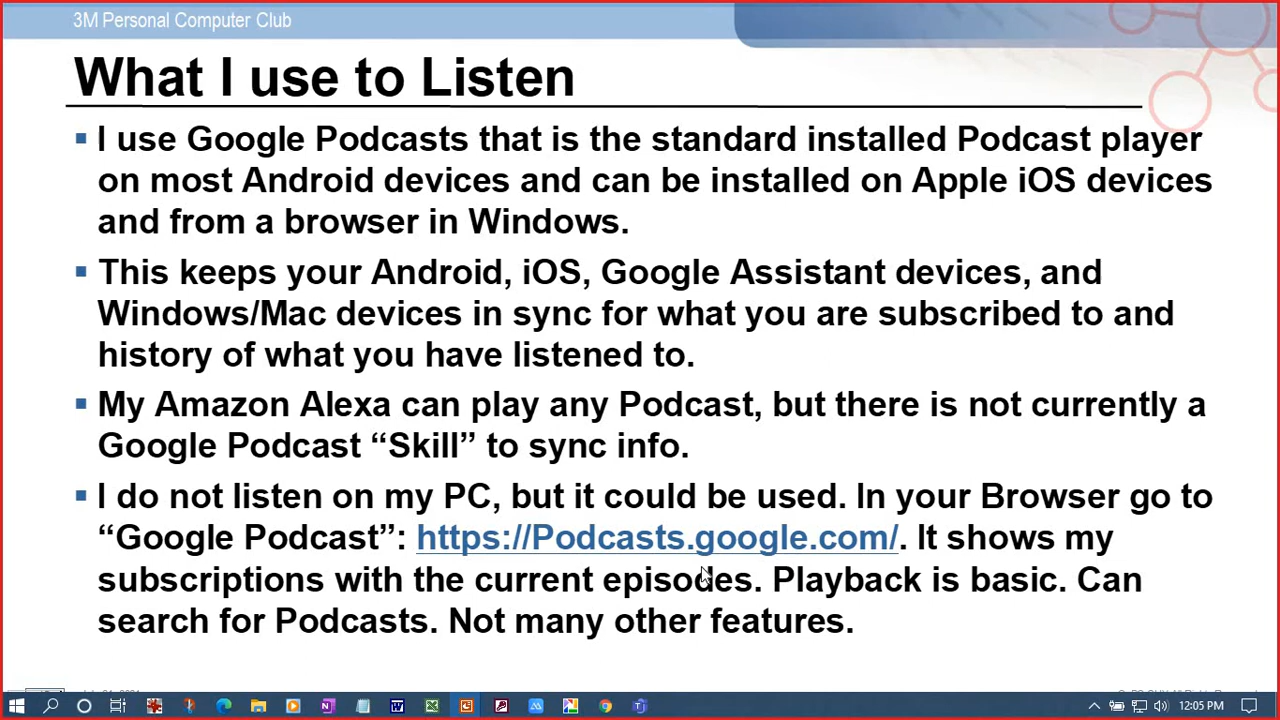 3M Personal Computer Club
What I use to Listen
▪ I use Google Podcasts that is the standard installed Podcast player
on most Android devices and can be installed on Apple iOS devices
and from a browser in Windows.
▪ This keeps your Android, iOS, Google Assistant devices, and
Windows/Mac devices in sync for what you are subscribed to and
history of what you have listened to.
▪ My Amazon Alexa can play any Podcast, but there is not currently a
Google Podcast “Skill” to sync info.
▪ I do not listen on my PC, but it could be used. In your Browser go to
“Google Podcast”: https://Podcasts.google.com/. It shows my
subscriptions with the current episodes. Playback is basic. Can
search for Podcasts. Not many other features.
12:05 PM